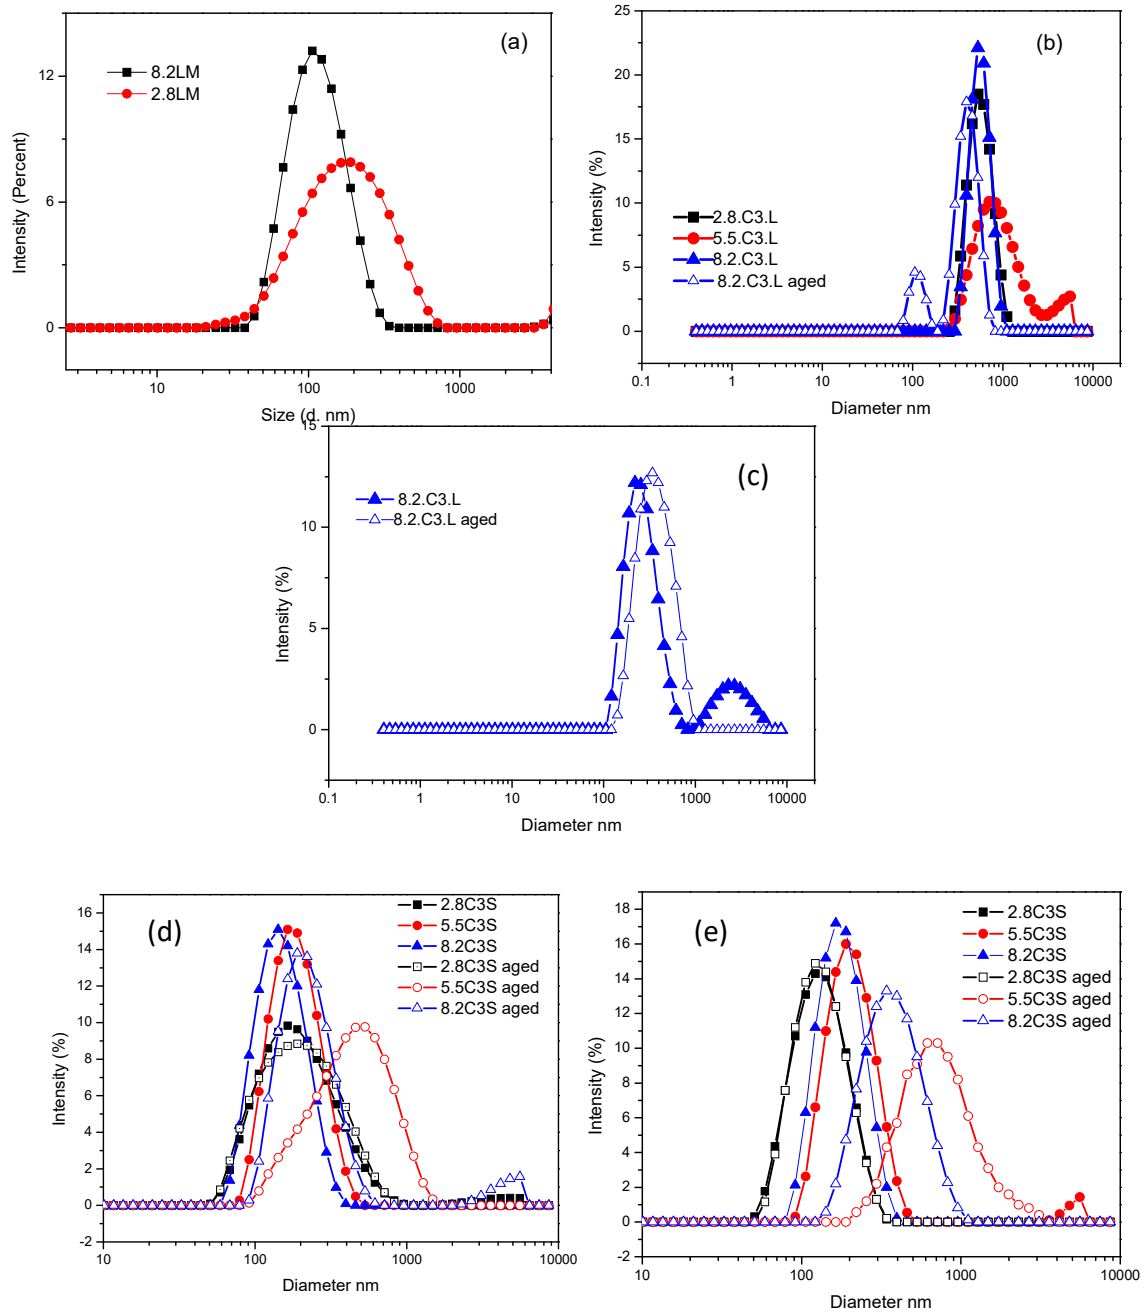 (a)
8.2LM
2.8LM
Intensity (Percent)
12
6
0
10
100
1000
Size (d. nm)
(b)
2.8.C3.L
5.5.C3.L
8.2.C3.L
8.2.C3.L aged
Intensity (%)
25
20
15
10
5
0
0.1
1
10
100
1000
10000
Diameter nm
(c)
8.2.C3.L
8.2.C3.L aged
Intensity (%)
15
10
5
0
0.1
1
10
100
1000
10000
Diameter nm
(d)
2.8C3S
5.5C3S
8.2C3S
2.8C3S aged
5.5C3S aged
8.2C3S aged
Intensity (%)
16
14
12
10
8
6
4
2
0
-2
10
100
1000
10000
Diameter nm
(e)
2.8C3S
5.5C3S
8.2C3S
2.8C3S aged
5.5C3S aged
8.2C3S aged
Intensity (%)
18
16
14
12
10
8
6
4
2
0
-2
10
100
1000
10000
Diameter nm